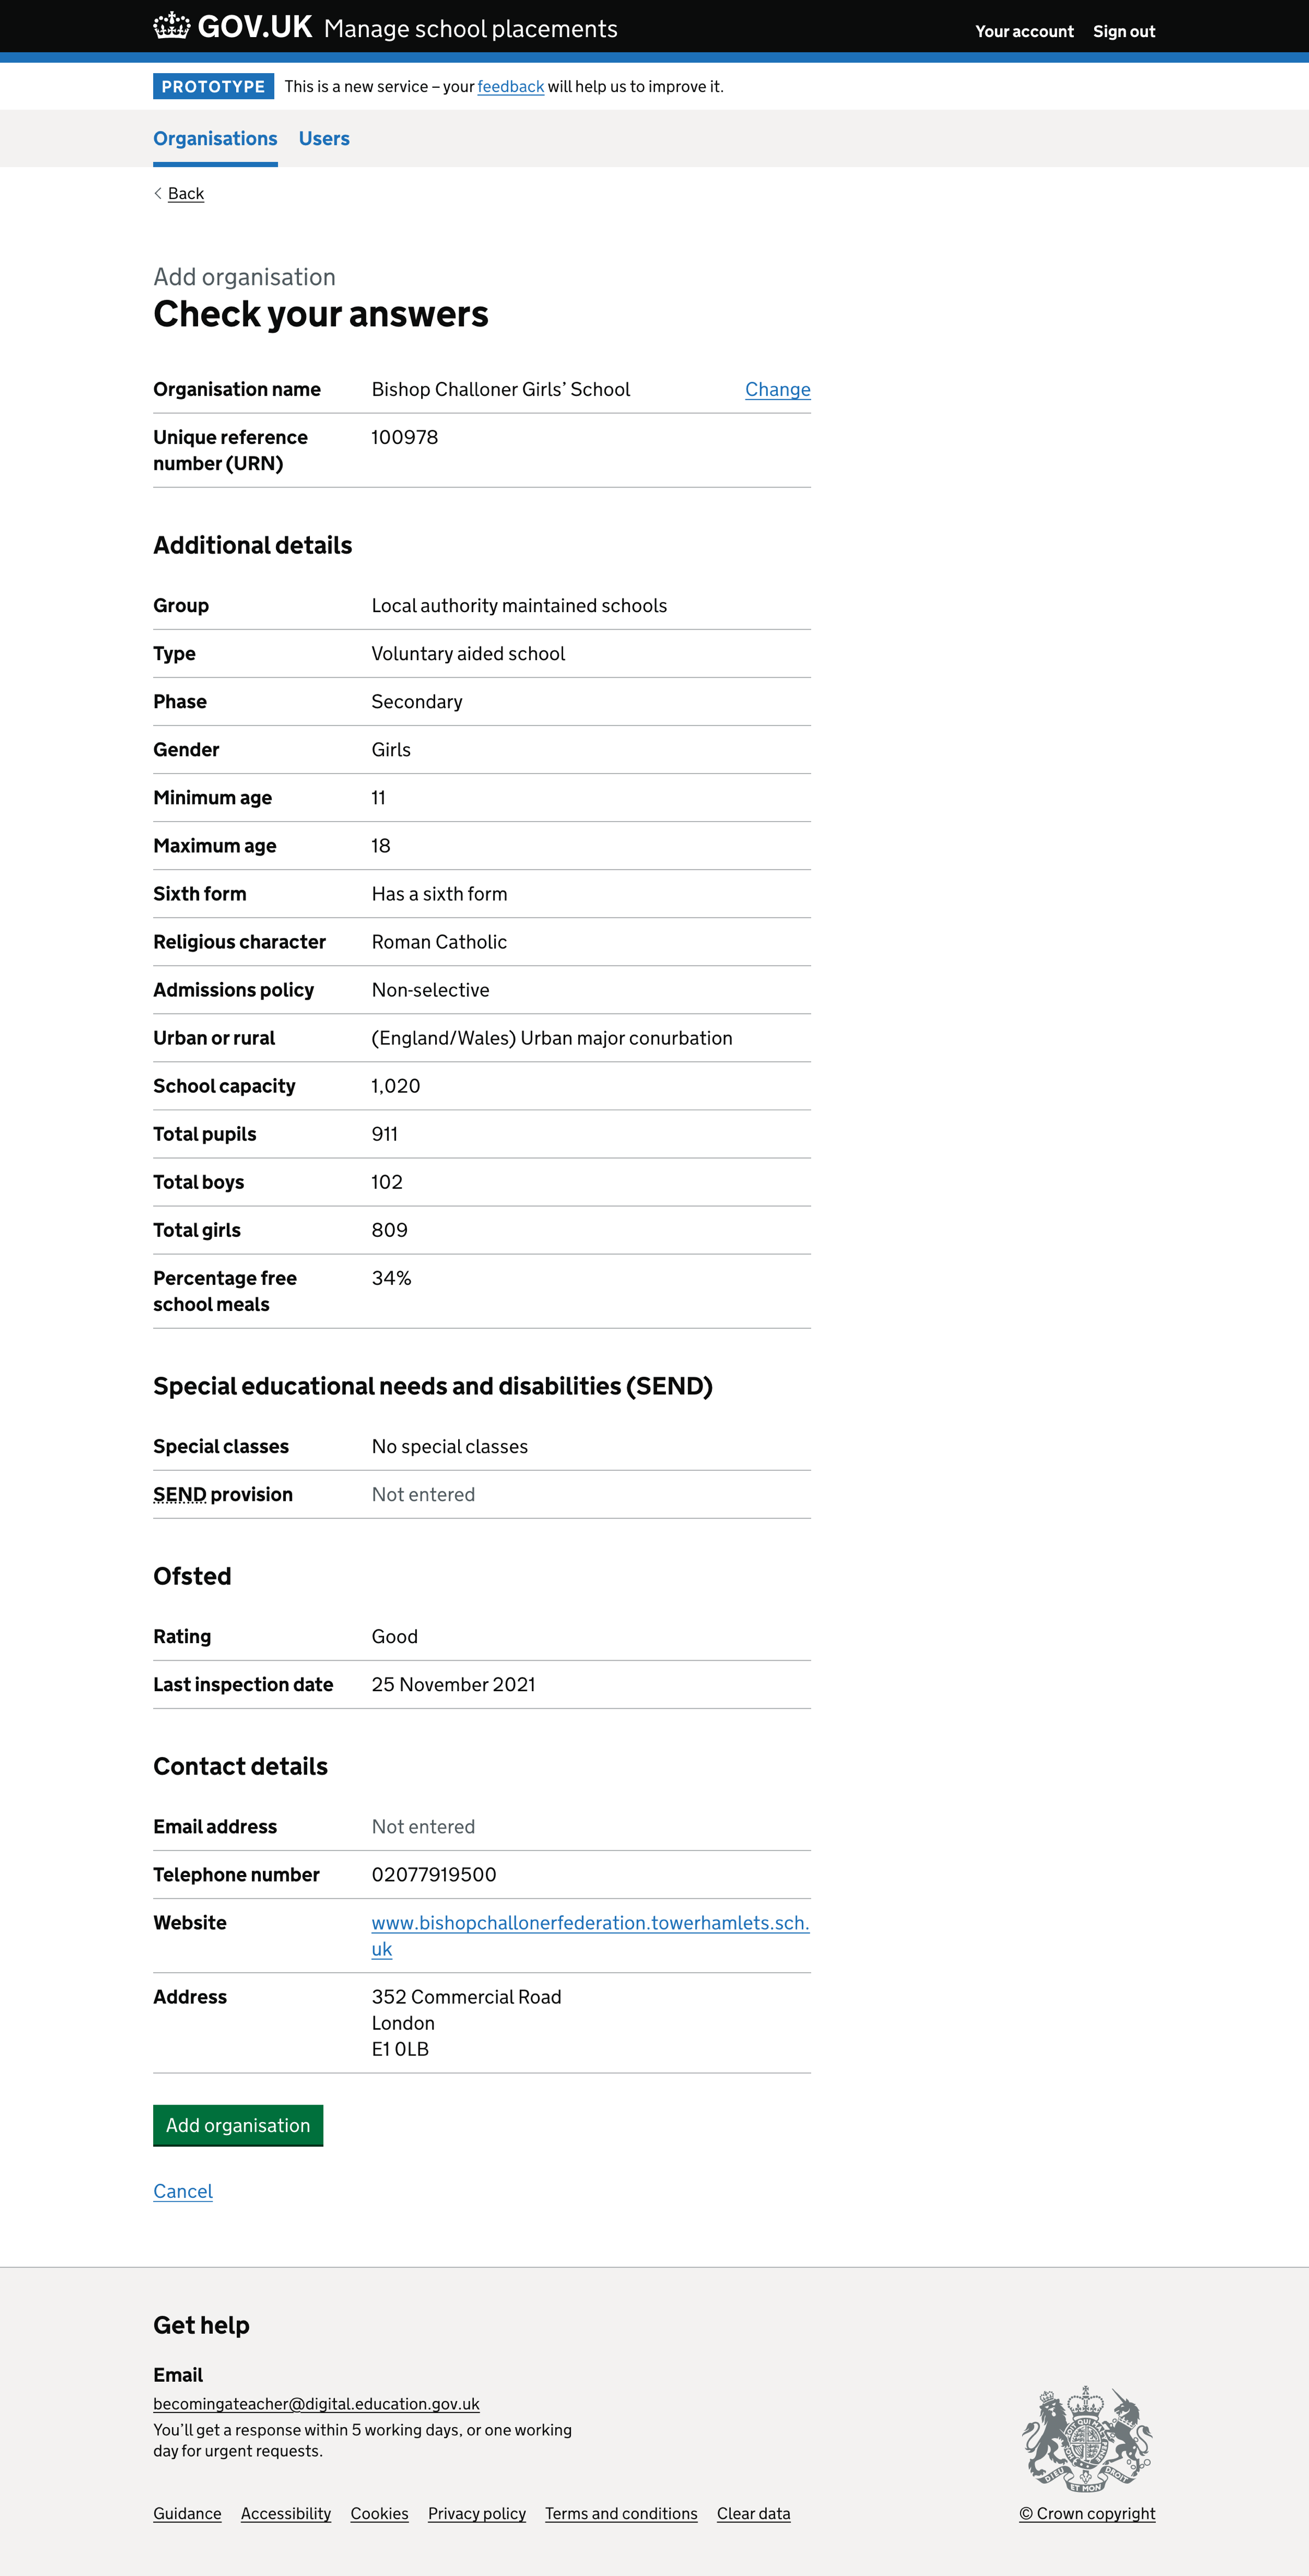 GOV.UK Manage school placements
Your account Sign out
PROTOTYPE This is a new service – your feedback will help us to improve it.
Organisations Users
Back
Add organisation
Check your answers
Organisation name Bishop Challoner Girls’ School Change
Unique reference number (URN) 100978
Additional details
Group Local authority maintained schools
Type Voluntary aided school
Phase Secondary
Gender Girls
Minimum age 11
Maximum age 18
Sixth form Has a sixth form
Religious character Roman Catholic
Admissions policy Non-selective
Urban or rural (England/Wales) Urban major conurbation
School capacity 1,020
Total pupils 911
Total boys 102
Total girls 809
Percentage free school meals 34%
Special educational needs and disabilities (SEND)
Special classes No special classes
SEND provision Not entered
Ofsted
Rating Good
Last inspection date 25 November 2021
Contact details
Email address Not entered
Telephone number 02077919500
Website www.bishopchallonerfederation.towerhamlets.sch.
uk
Address 352 Commercial Road
London
E1 0LB
Add organisation
Cancel
Get help
Email
becomingateacher@digital.education.gov.uk
You’ll get a response within 5 working days, or one working
day for urgent requests.
DIEU ET MON DROIT
Guidance Accessibility Cookies Privacy policy Terms and conditions Clear data
© Crown copyright